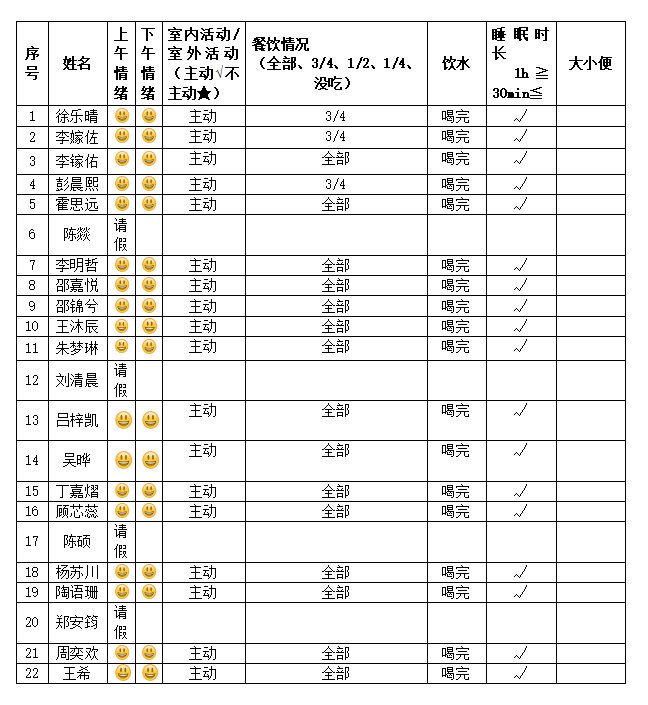 序号 姓名 上午情绪 下午情绪 室内活动/室外活动（主动√不主动★） 餐饮情况（全部、3/4、1/2、1/4、没吃） 饮水 睡眠时长 1h≧ 30min≦ 大小便
1 徐乐晴 😀 😀 主动 3/4 喝完 √
2 李嫁佐 😀 😀 主动 3/4 喝完 √
3 李镓佑 😀 😀 主动 全部 喝完 √
4 彭晨熙 😀 😀 主动 3/4 喝完 √
5 霍思远 😀 😀 主动 全部 喝完 √
6 陈燚 请假
7 李明哲 😀 😀 主动 全部 喝完 √
8 邵嘉悦 😀 😀 主动 全部 喝完 √
9 邵锦兮 😀 😀 主动 全部 喝完 √
10 王沐辰 😀 😀 主动 全部 喝完 √
11 朱梦琳 😀 😀 主动 全部 喝完 √
12 刘清晨 请假
13 吕梓凯 😀 😀 主动 全部 喝完 √
14 吴晔 😀 😀 主动 全部 喝完 √
15 丁嘉熠 😀 😀 主动 全部 喝完 √
16 顾芯蕊 😀 😀 主动 全部 喝完 √
17 陈硕 请假
18 杨苏川 😀 😀 主动 全部 喝完 √
19 陶语珊 😀 😀 主动 全部 喝完 √
20 郑安筠 请假
21 周奕欢 😀 😀 主动 全部 喝完 √
22 王希 😀 😀 主动 全部 喝完 √